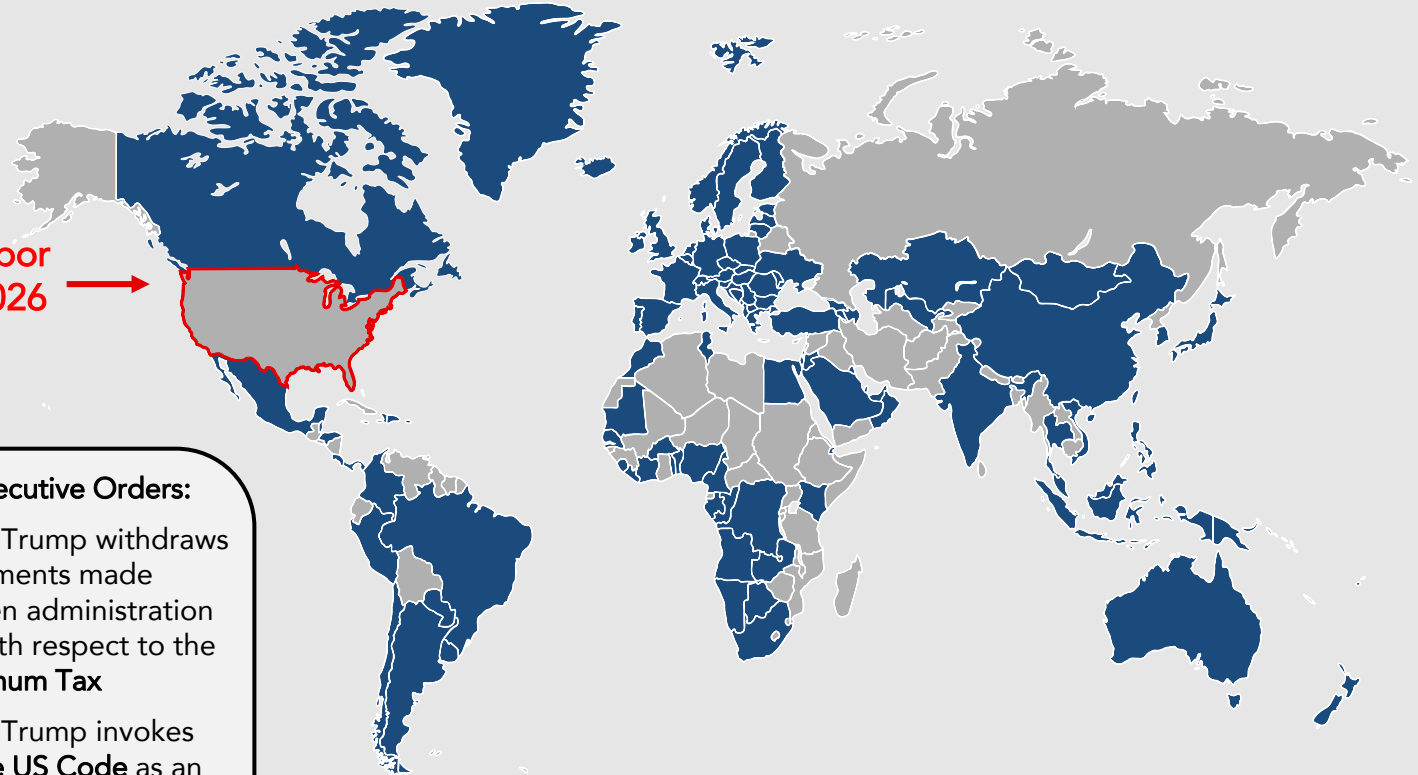 026
ecutive Orders:
Trump withdraws
ments made
en administration
th respect to the
num Tax
Trump invokes
e US Code as an